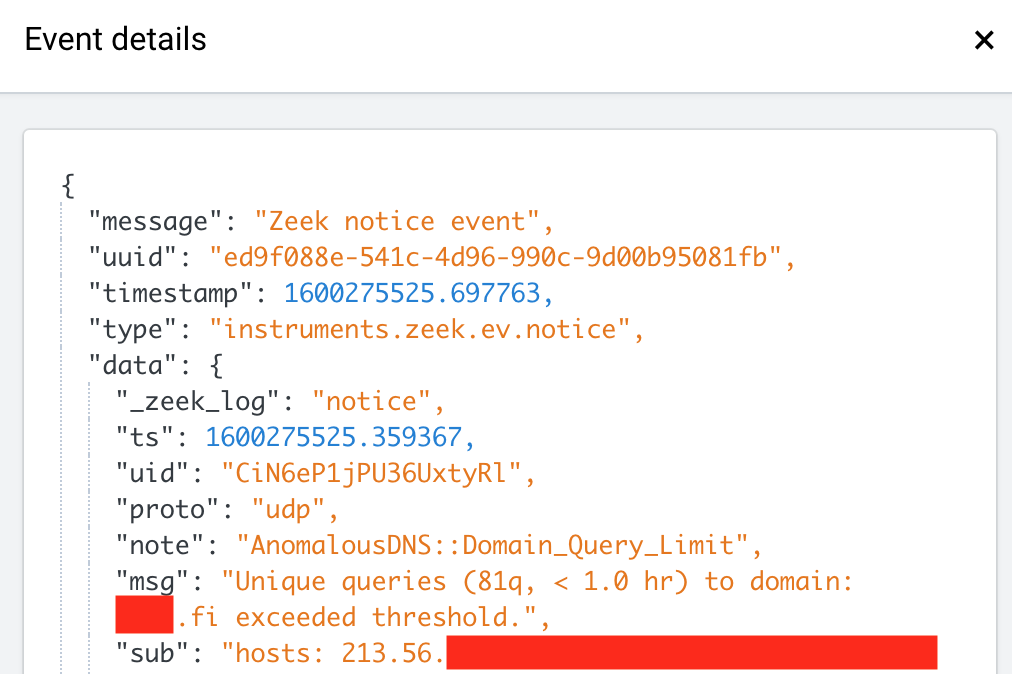 Event details
{
"message": "Zeek notice event",
"uuid": "ed9f088e-541c-4d96-990c-9d00b95081fb",
"timestamp": 1600275525.697763,
"type": "instruments.zeek.ev.notice",
"data": {
"_zeek_log": "notice",
"ts": 1600275525.359367,
"uid": "CiN6eP1jPU36UxtyRl",
"proto": "udp",
"note": "AnomalousDNS::Domain_Query_Limit",
"msg": "Unique queries (81q, < 1.0 hr) to domain:
.fi exceeded threshold.",
"sub": "hosts: 213.56.